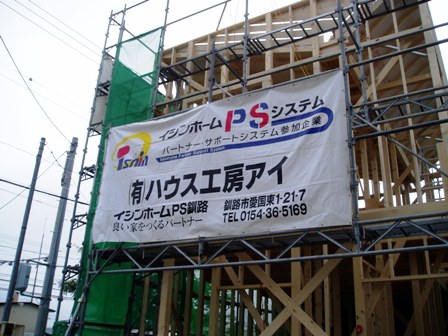 ishin
イシンホームPSシステム
パートナー・サポートシステム参加企業
(有)ハウス工房アイ
イシンホームPS釧路
良い家をつくるパートナー
釧路市愛国東1-21-7
TEL 0154-36-5169